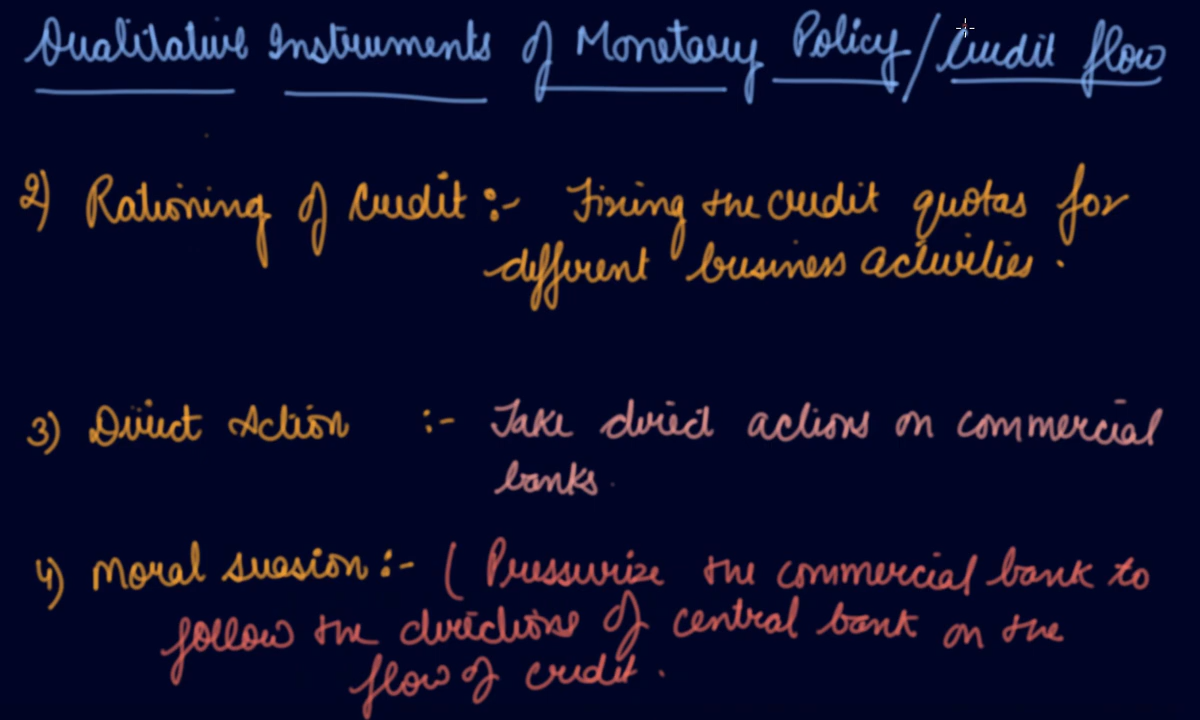 Qualitative Instruments of Monetary Policy/Credit flow
2) Rationing of Credit :- Fixing the credit quotas for
different business activities.
3) Direct Action :- Take direct actions on commercial
banks.
4) Moral suasion :- ( Pressurize the commercial bank to
follow the directions of central bank on the
flow of credit.